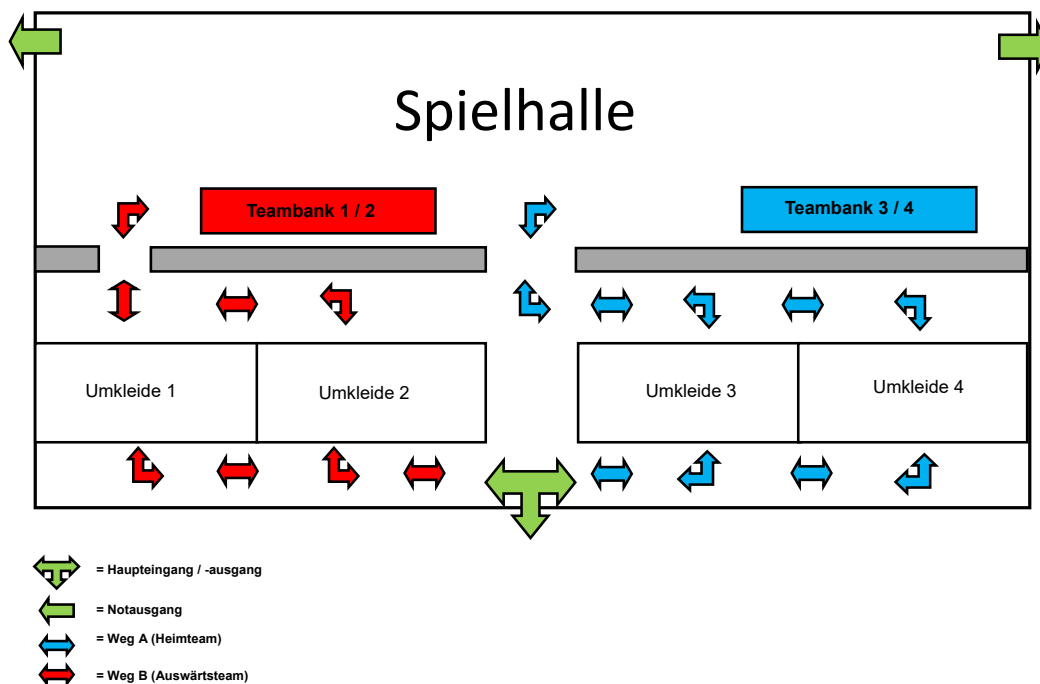 Spielhalle
Teambank 1 / 2
Teambank 3 / 4
Umkleide 1
Umkleide 2
Umkleide 3
Umkleide 4
= Haupteingang / -ausgang
= Notausgang
= Weg A (Heimteam)
= Weg B (Auswärtsteam)